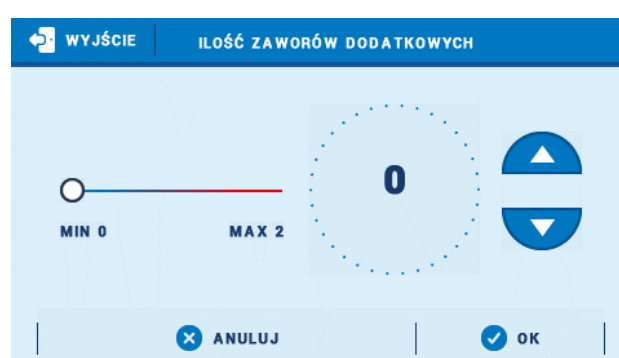 WYJŚCIE
ILOŚĆ ZAWORÓW DODATKOWYCH
0
MIN 0
MAX 2
ANULUJ
OK